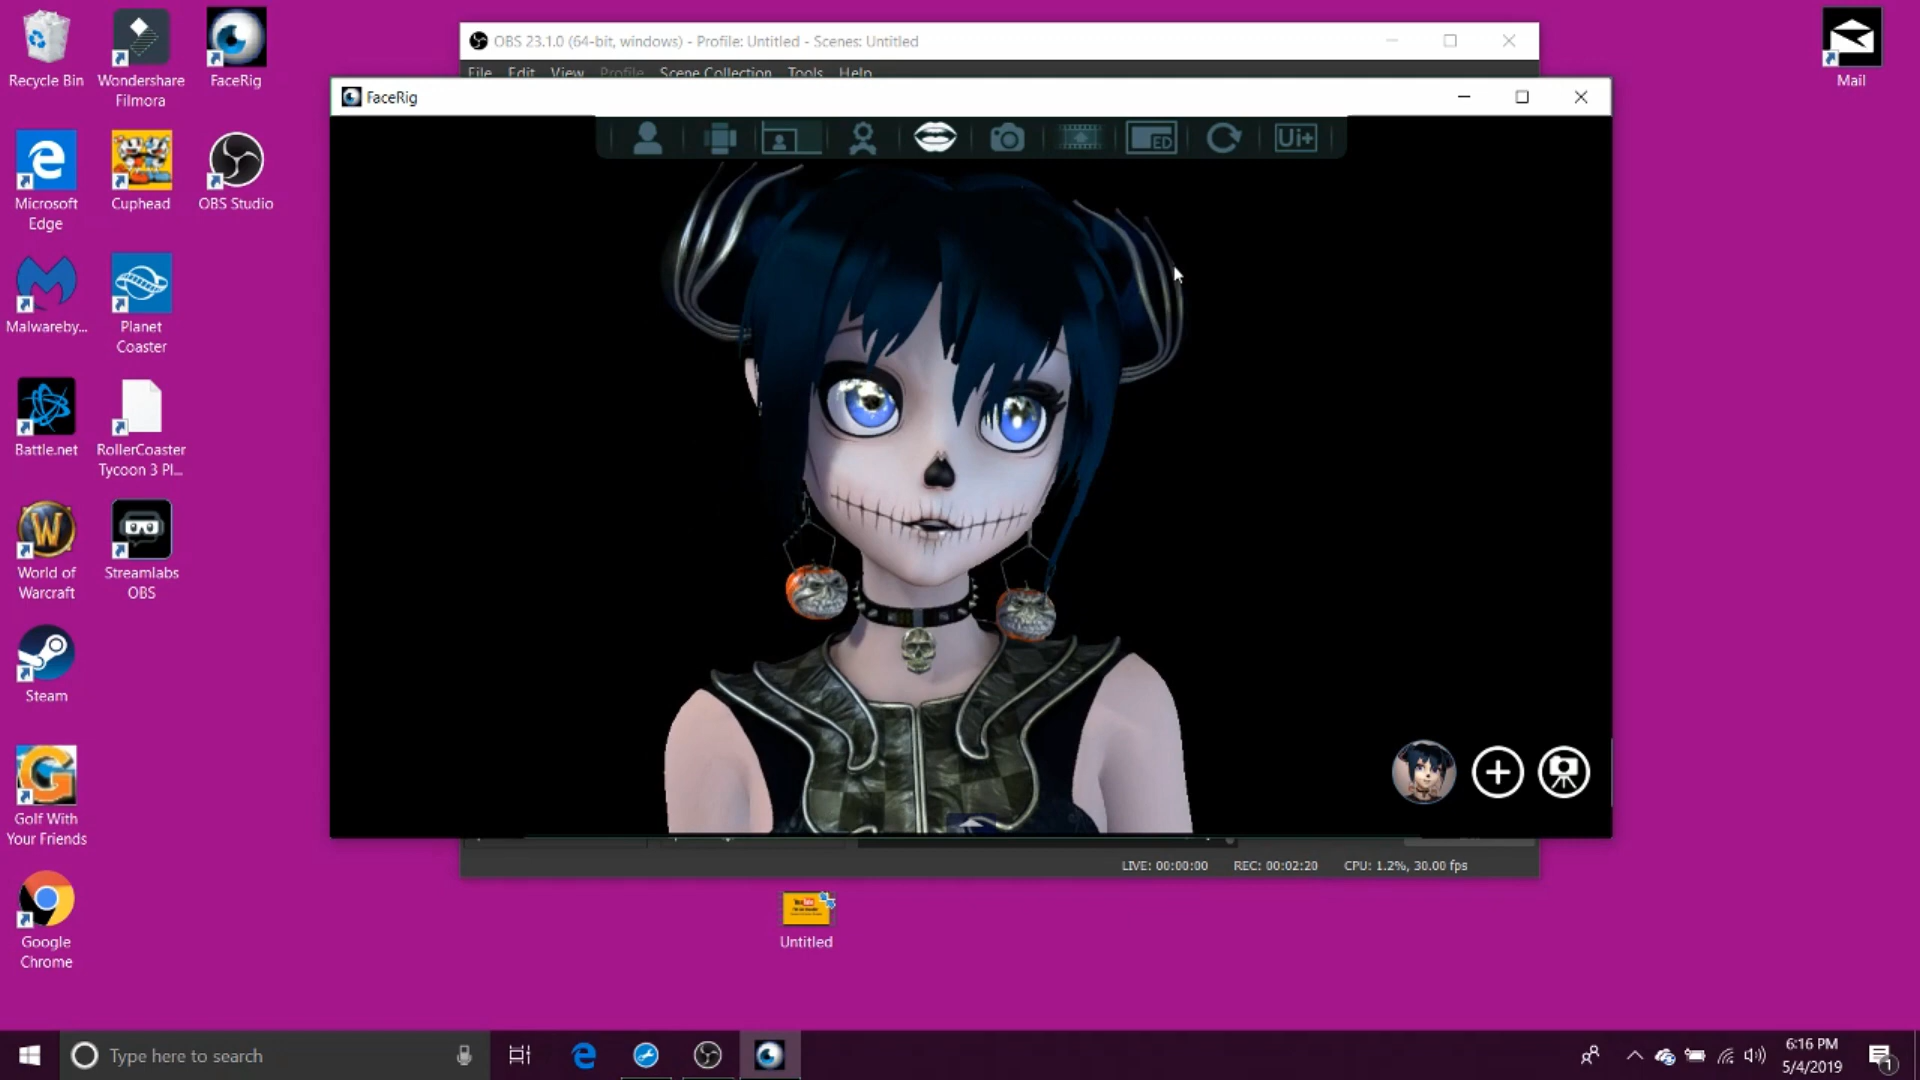 Recycle Bin
Wondershare
Filmora
FaceRig
Microsoft
Edge
Cuphead
OBS Studio
Malwareby...
Planet
Coaster
Battle.net
RollerCoaster
Tycoon 3 Pl...
World of
Warcraft
Streamlabs
OBS
Steam
Golf With
Your Friends
Google
Chrome
Mail
OBS 23.1.0 (64-bit, windows) - Profile: Untitled - Scenes: Untitled
File Edit View Profile Scene Collection Tools Help
FaceRig
ED
Ui+
LIVE: 00:00:00 REC: 00:02:20 CPU: 1.2%, 30.00 fps
YouTube
Untitled
Type here to search
6:16 PM
5/4/2019
1